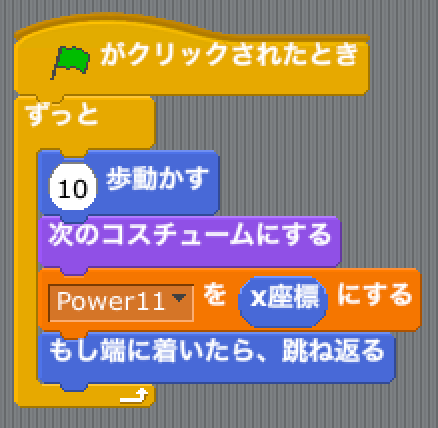 がクリックされたとき
ずっと
10 歩動かす
次のコスチュームにする
Power11 を x座標 にする
もし端に着いたら、跳ね返る